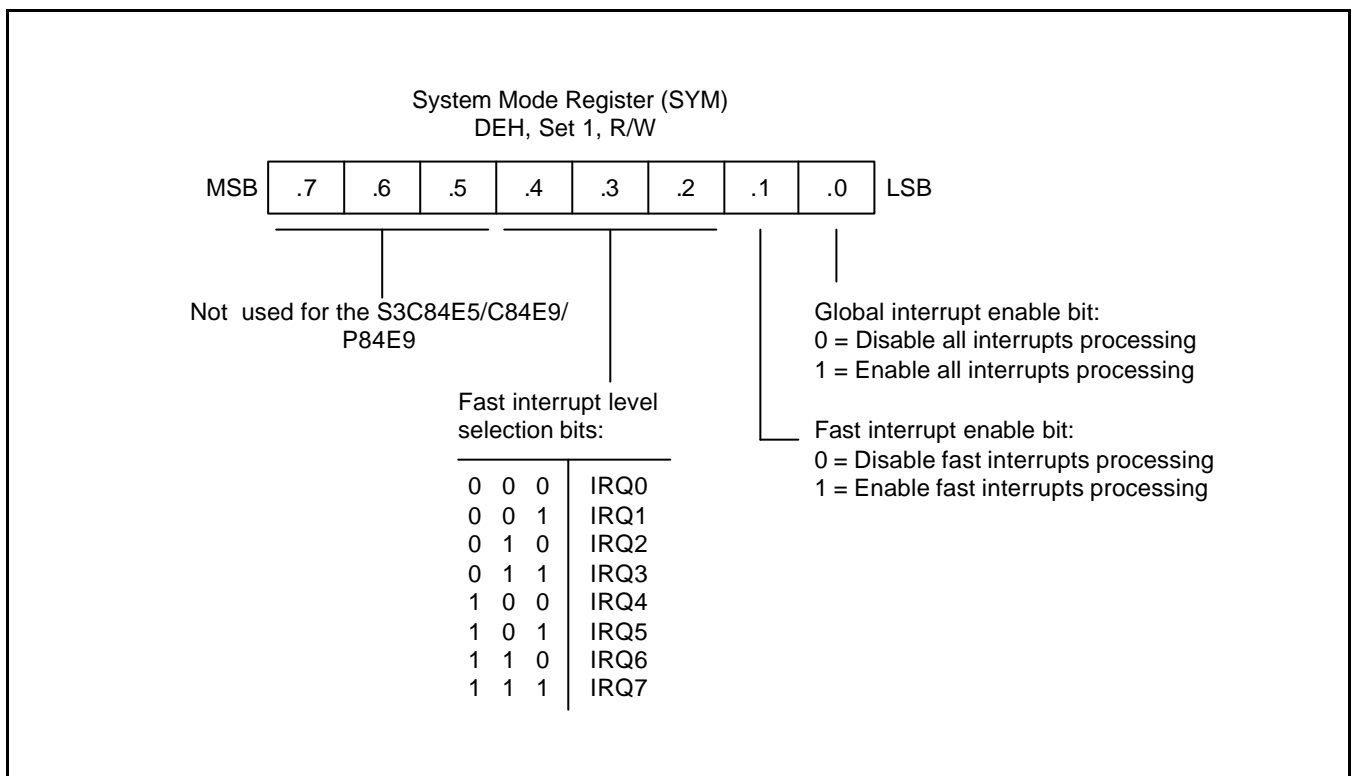 System Mode Register (SYM)
DEH, Set 1, R/W
MSB .7 .6 .5 .4 .3 .2 .1 .0 LSB
Not used for the S3C84E5/C84E9/
P84E9
Global interrupt enable bit:
0 = Disable all interrupts processing
1 = Enable all interrupts processing
Fast interrupt level
selection bits:
Fast interrupt enable bit:
0 = Disable fast interrupts processing
1 = Enable fast interrupts processing
0 0 0 IRQ0
0 0 1 IRQ1
0 1 0 IRQ2
0 1 1 IRQ3
1 0 0 IRQ4
1 0 1 IRQ5
1 1 0 IRQ6
1 1 1 IRQ7